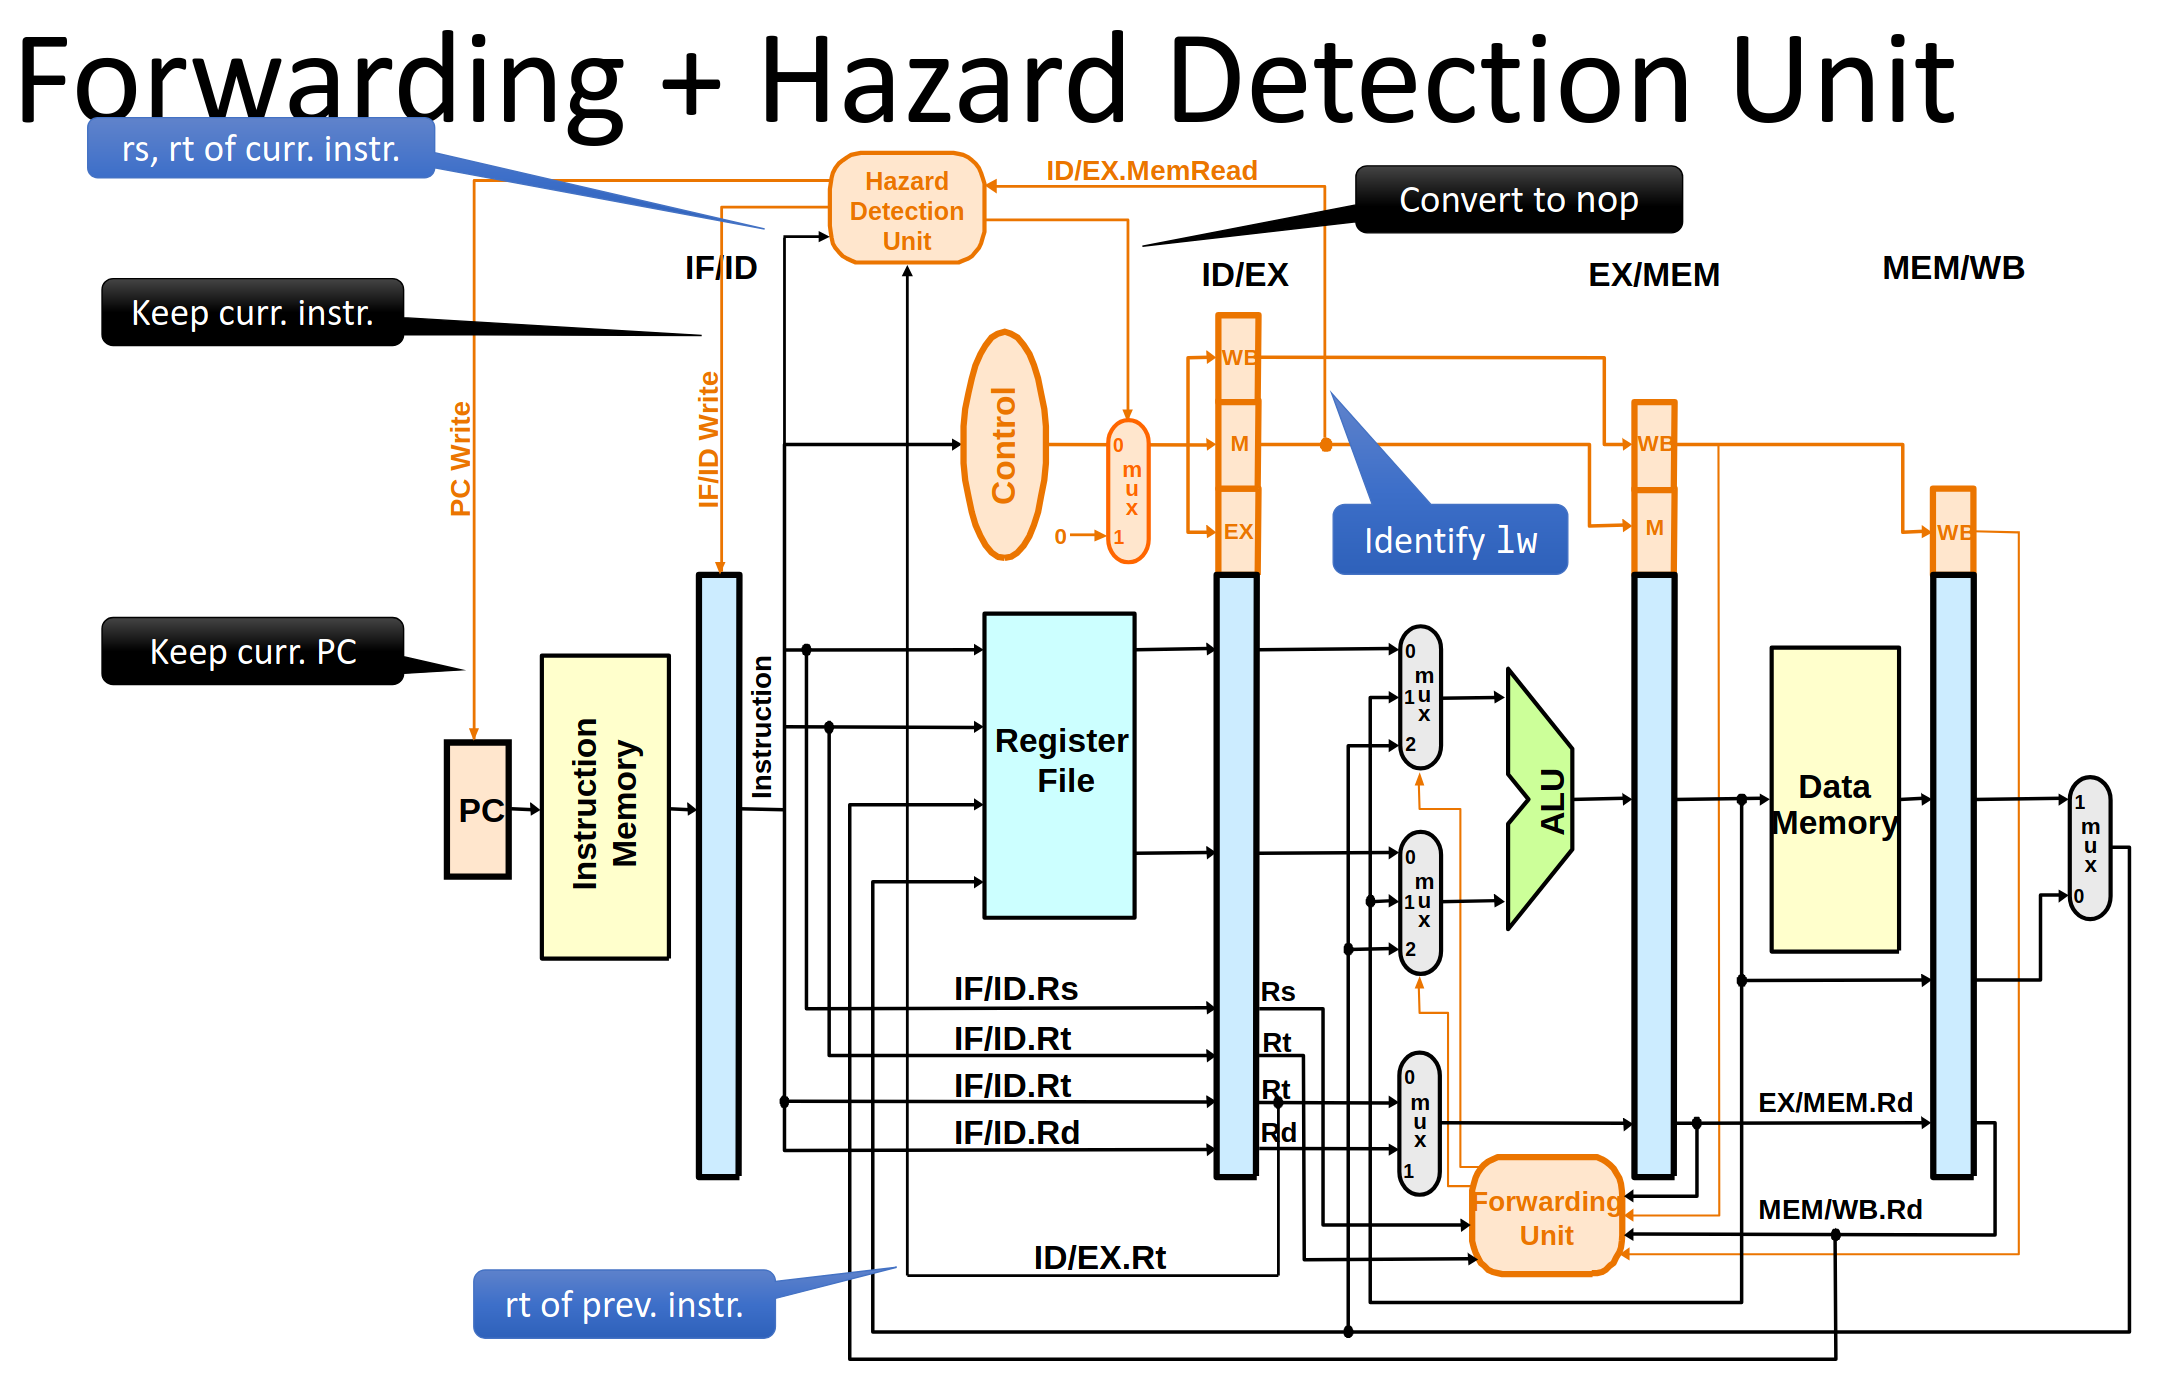 Forwarding + Hazard Detection Unit
rs, rt of curr. instr.
Hazard
Detection
Unit
ID/EX.MemRead
Convert to nop
IF/ID
ID/EX
EX/MEM
MEM/WB
Keep curr. instr.
PC Write
IF/ID Write
Control
0
m
u
x
1
0
WB
M
EX
WB
M
WB
Identify lw
Keep curr. PC
PC
Instruction
Memory
Instruction
Register
File
0
m
1
u
x
2
0
m
1
u
x
2
ALU
Data
Memory
1
m
u
x
0
IF/ID.Rs
IF/ID.Rt
IF/ID.Rt
IF/ID.Rd
Rs
Rt
Rt
Rd
0
m
u
x
1
EX/MEM.Rd
Forwarding
Unit
MEM/WB.Rd
ID/EX.Rt
rt of prev. instr.